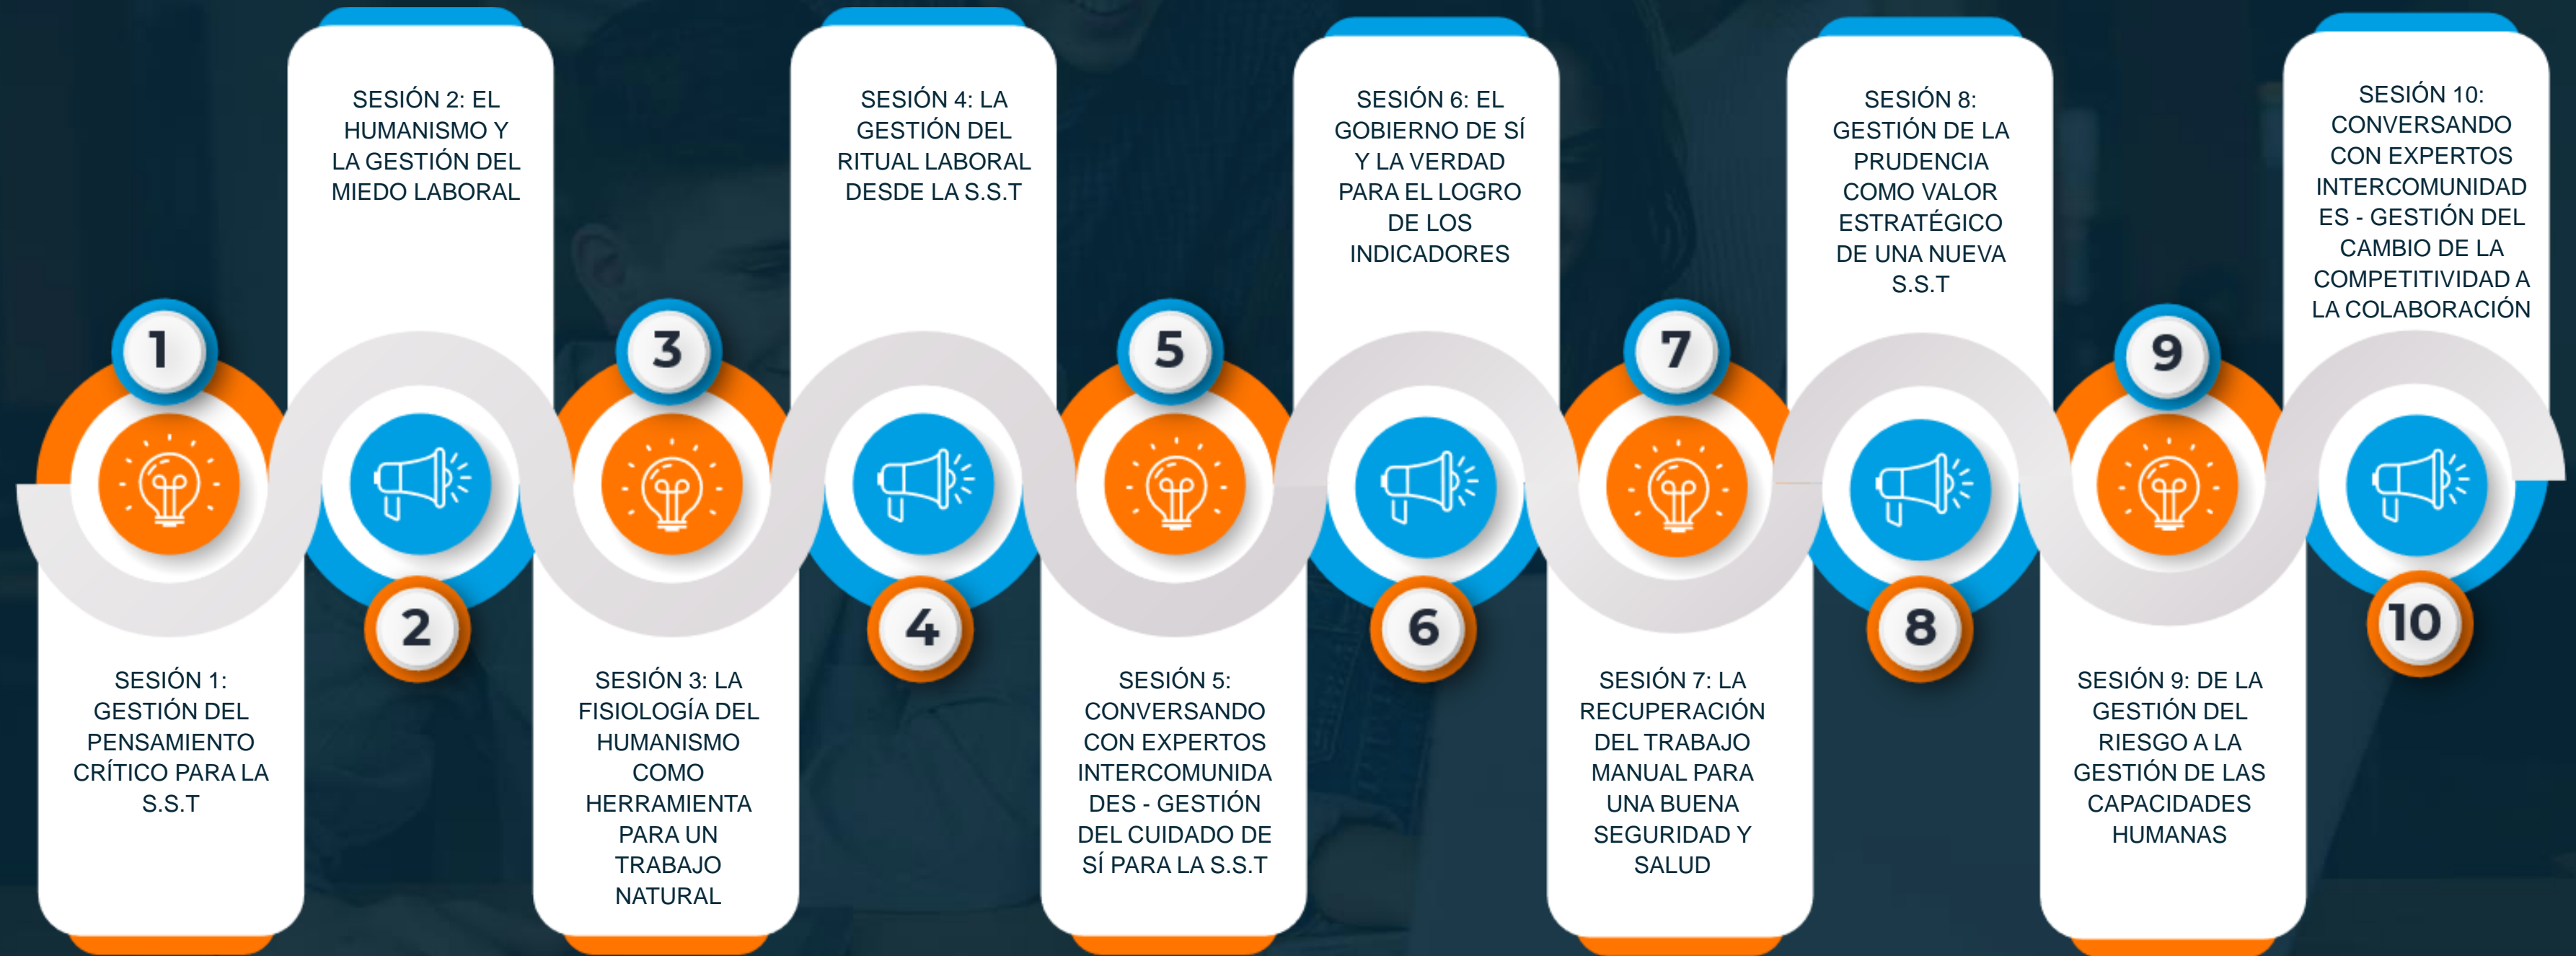 1
SESIÓN 1:
GESTIÓN DEL
PENSAMIENTO
CRÍTICO PARA LA
S.S.T
SESIÓN 2: EL
HUMANISMO Y
LA GESTIÓN DEL
MIEDO LABORAL
2
3
SESIÓN 3: LA
FISIOLOGÍA DEL
HUMANISMO
COMO
HERRAMIENTA
PARA UN
TRABAJO
NATURAL
SESIÓN 4: LA
GESTIÓN DEL
RITUAL LABORAL
DESDE LA S.S.T
4
5
SESIÓN 5:
CONVERSANDO
CON EXPERTOS
INTERCOMUNIDA
DES - GESTIÓN
DEL CUIDADO DE
SÍ PARA LA S.S.T
SESIÓN 6: EL
GOBIERNO DE SÍ
Y LA VERDAD
PARA EL LOGRO
DE LOS
INDICADORES
6
7
SESIÓN 7: LA
RECUPERACIÓN
DEL TRABAJO
MANUAL PARA
UNA BUENA
SEGURIDAD Y
SALUD
SESIÓN 8:
GESTIÓN DE LA
PRUDENCIA
COMO VALOR
ESTRATÉGICO
DE UNA NUEVA
S.S.T
8
9
SESIÓN 9: DE LA
GESTIÓN DEL
RIESGO A LA
GESTIÓN DE LAS
CAPACIDADES
HUMANAS
SESIÓN 10:
CONVERSANDO
CON EXPERTOS
INTERCOMUNIDAD
ES - GESTIÓN DEL
CAMBIO DE LA
COMPETITIVIDAD A
LA COLABORACIÓN
10